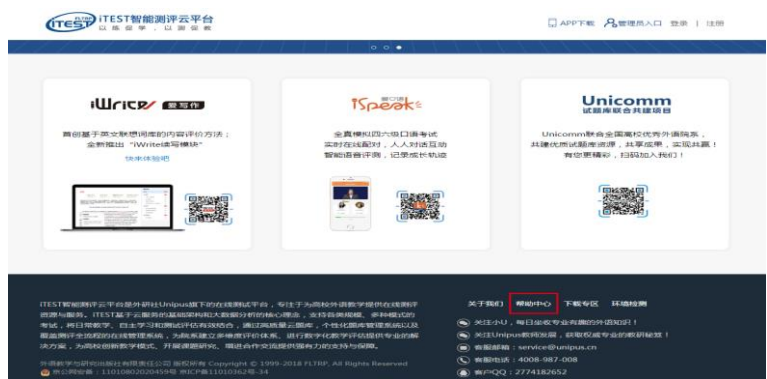 FLTRP
iTEST
iTEST智能测评云平台
以练促学，以测促教
APP下载 管理员入口 登录 | 注册
iWrite 爱写作
首创基于英文联想词库的内容评价方法；
全新推出“iWrite读写模块”
快来体验吧
iSpeak
全真模拟四六级口语考试
实时在线配对，人人对话互动
智能语音评测，记录成长轨迹
Unicomm
试题库联合共建项目
Unicomm联合全国高校优秀外语院系，
共建优质试题库资源，共享成果，实现共赢！
有您更精彩，扫码加入我们！
iTEST智能测评云平台是外研社Unipus旗下的在线测试平台，专注于为高校外语教学提供在线测评
资源与服务。iTEST基于云服务的基础架构和大数据分析的核心理念，支持各类规模、多种模式的
考试，将日常教学、自主学习和测试评估有效结合，通过高质量云题库、个性化题库管理系统以及
覆盖测评全流程的在线管理系统，为院系建立多维度评价体系、进行数字化教学评估提供专业的解
决方案，为高校创新教学模式、开展课题研究、增进合作交流提供强有力的支持与保障。
外语教学与研究出版社有限责任公司 版权所有 Copyright © 1999-2018 FLTRP, All Rights Reserved
京公网安备：11010802020459号 京ICP备11010362号-34
关于我们 帮助中心 下载专区 环境检测
关注小U，每日坐收专业有趣的外语知识！
关注Unipus教师发展，获取权威专业的教研秘笈！
客服邮箱：service@unipus.cn
客服电话：4008-987-008
客户QQ：2774182652